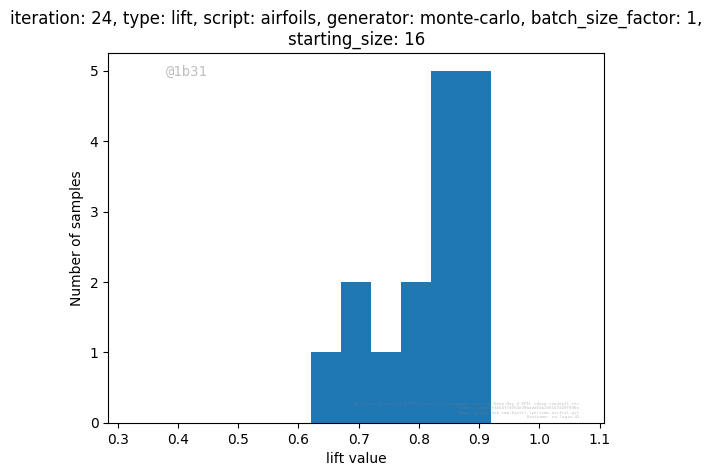 iteration: 24, type: lift, script: airfoils, generator: monte-carlo, batch_size_factor: 1,
starting_size: 16
@1b31
Number of samples
5
4
3
2
1
0
0.3 0.4 0.5 0.6 0.7 0.8 0.9 1.0 1.1
lift value